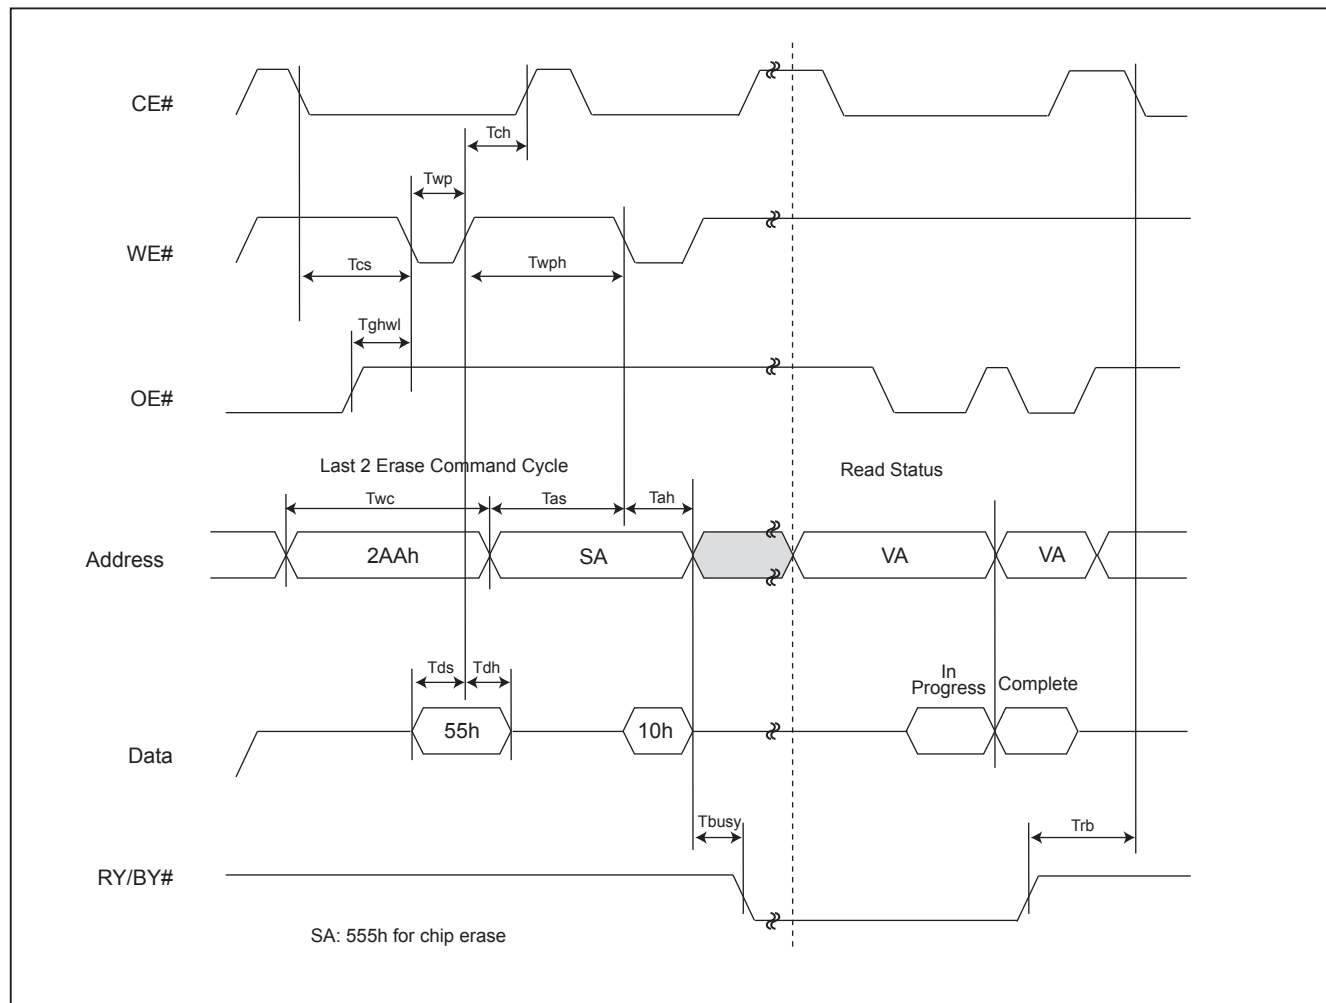 CE#
Tch
Twp
WE#
Tcs
Twph
Tghwl
OE#
Last 2 Erase Command Cycle
Read Status
Twc
Tas
Tah
Address
2AAh
SA
VA
VA
Tds
Tdh
In
Progress
Complete
Data
55h
10h
Tbusy
Trb
RY/BY#
SA: 555h for chip erase